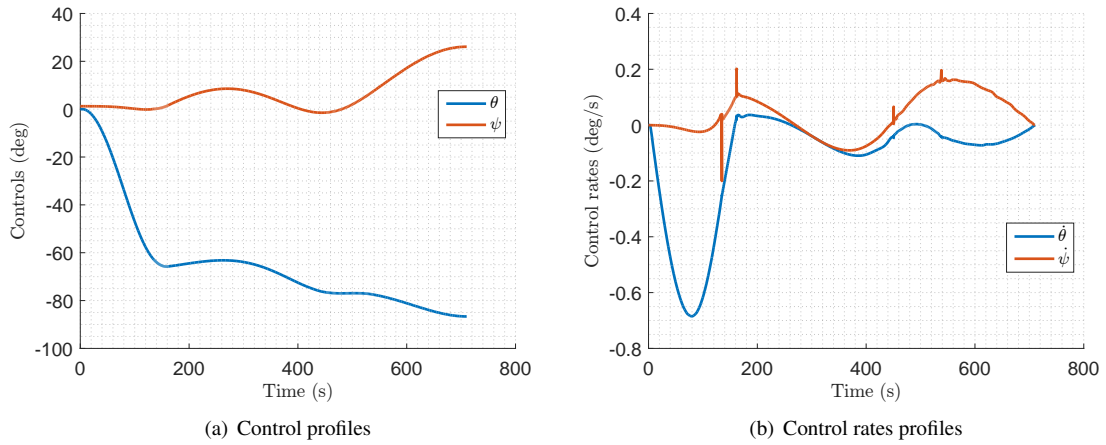 40
20
0
-20
-40
-60
-80
-100
0
200
400
600
800
Controls (deg)
Time (s)
θ
ψ
(a) Control profiles
0.4
0.2
0
-0.2
-0.4
-0.6
-0.8
0
200
400
600
800
Control rates (deg/s)
Time (s)
θ̇
ψ̇
(b) Control rates profiles